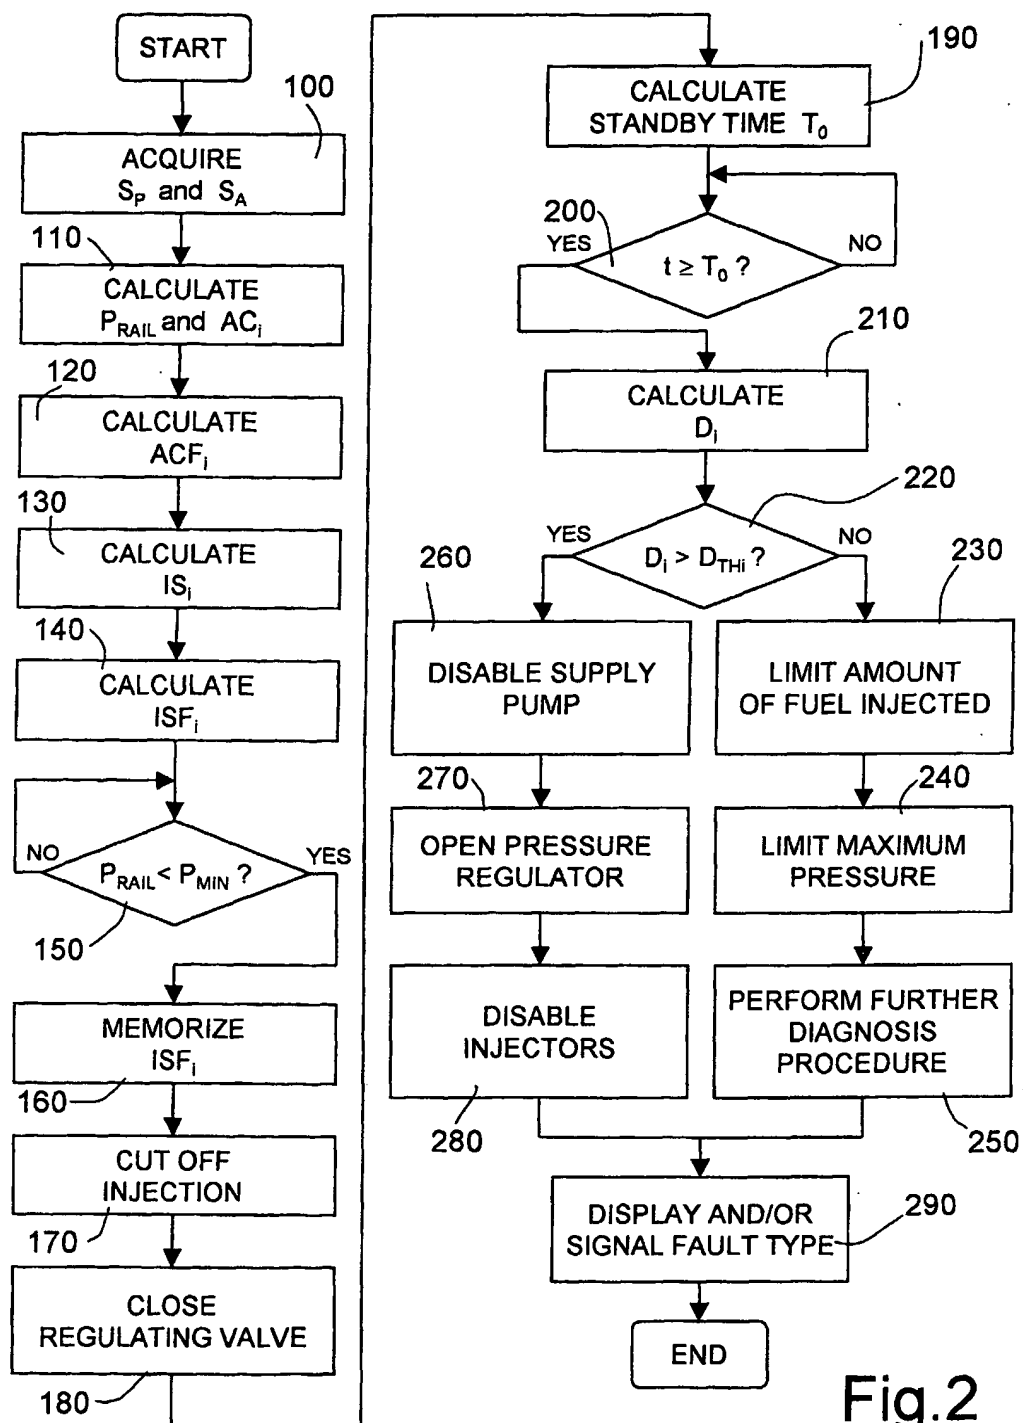 START
100
ACQUIRE
S_P and S_A
110
CALCULATE
P_RAIL and AC_i
120
CALCULATE
ACF_i
130
CALCULATE
IS_i
140
CALCULATE
ISF_i
NO
YES
P_RAIL < P_MIN ?
150
MEMORIZE
ISF_i
160
CUT OFF
INJECTION
170
CLOSE
REGULATING VALVE
180
190
CALCULATE
STANDBY TIME T_0
200
YES
NO
t ≥ T_0 ?
210
CALCULATE
D_i
220
YES
NO
D_i > D_THi ?
260
230
DISABLE SUPPLY
PUMP
LIMIT AMOUNT
OF FUEL INJECTED
270
240
OPEN PRESSURE
REGULATOR
LIMIT MAXIMUM
PRESSURE
DISABLE
INJECTORS
PERFORM FURTHER
DIAGNOSIS
PROCEDURE
280
250
DISPLAY AND/OR
SIGNAL FAULT TYPE
290
END
Fig.2